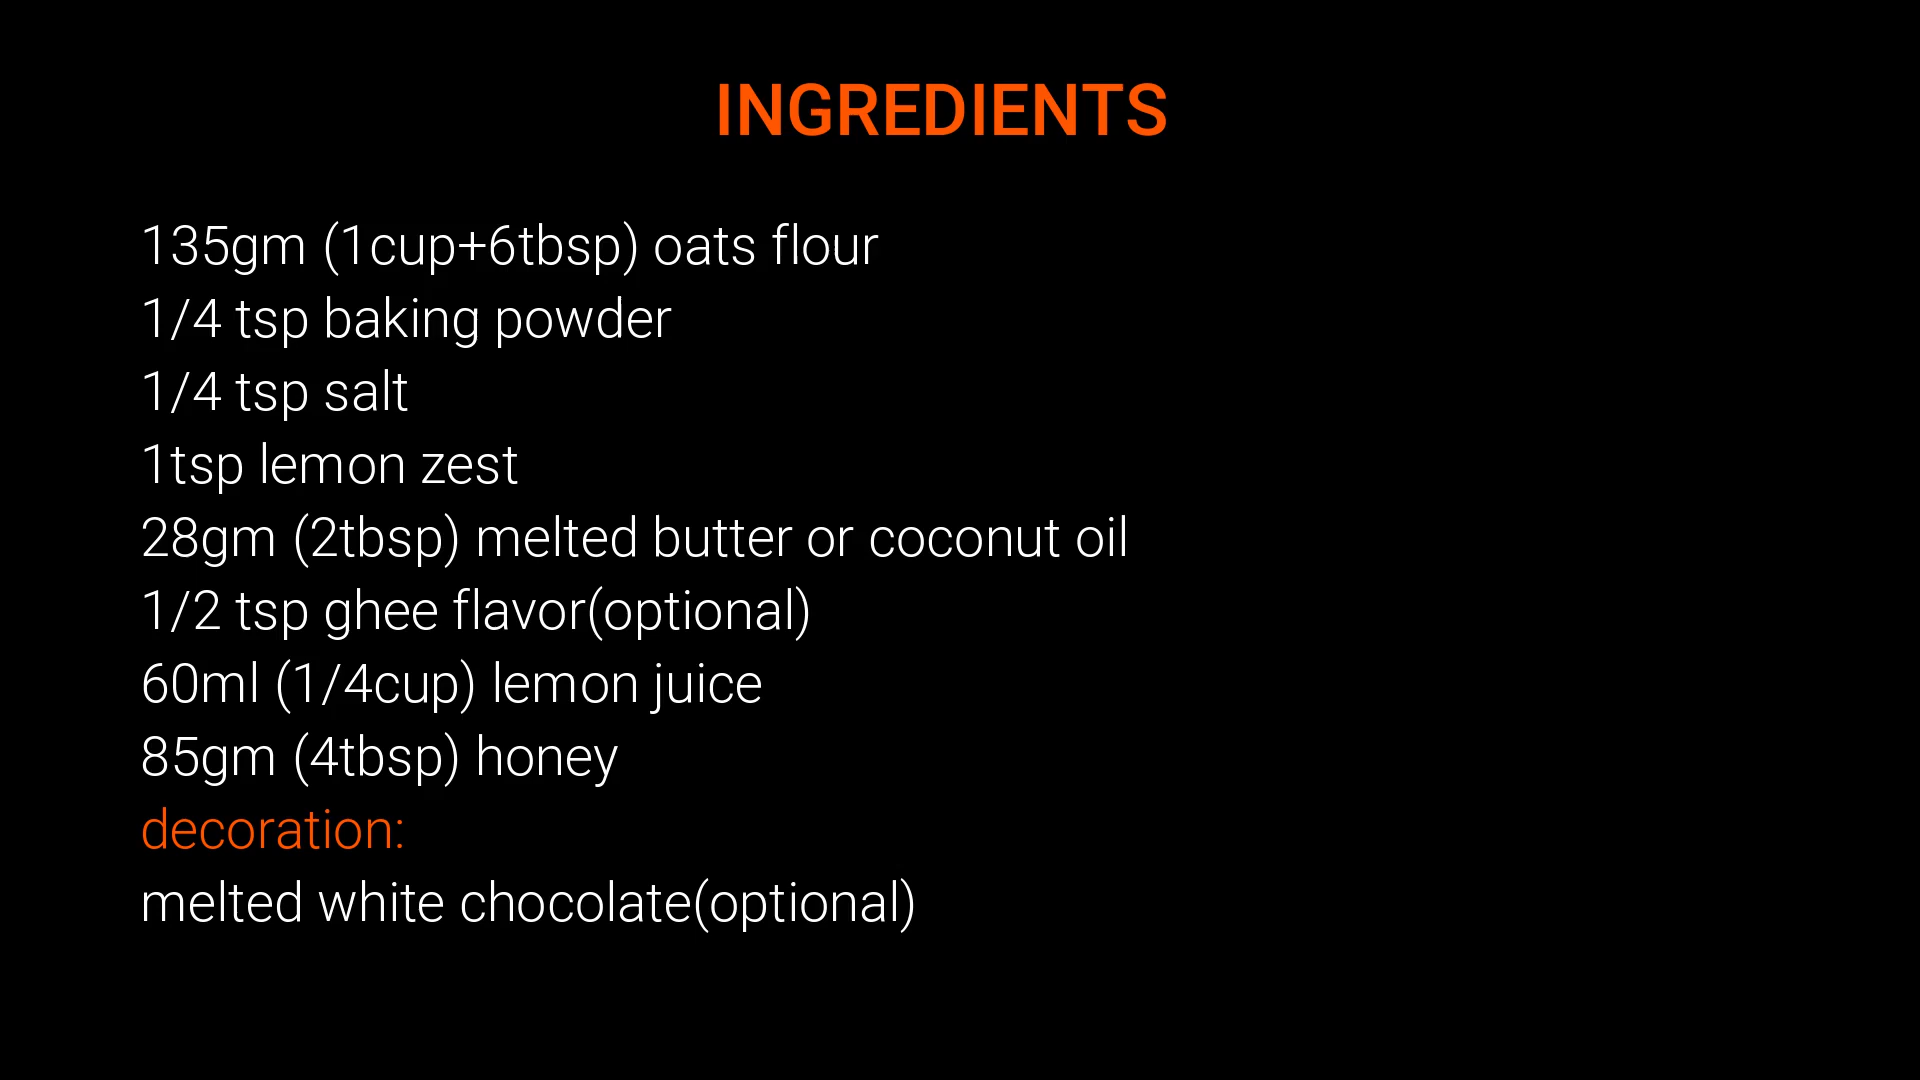 INGREDIENTS
135gm (1cup+6tbsp) oats flour
1/4 tsp baking powder
1/4 tsp salt
1tsp lemon zest
28gm (2tbsp) melted butter or coconut oil
1/2 tsp ghee flavor(optional)
60ml (1/4cup) lemon juice
85gm (4tbsp) honey
decoration:
melted white chocolate(optional)